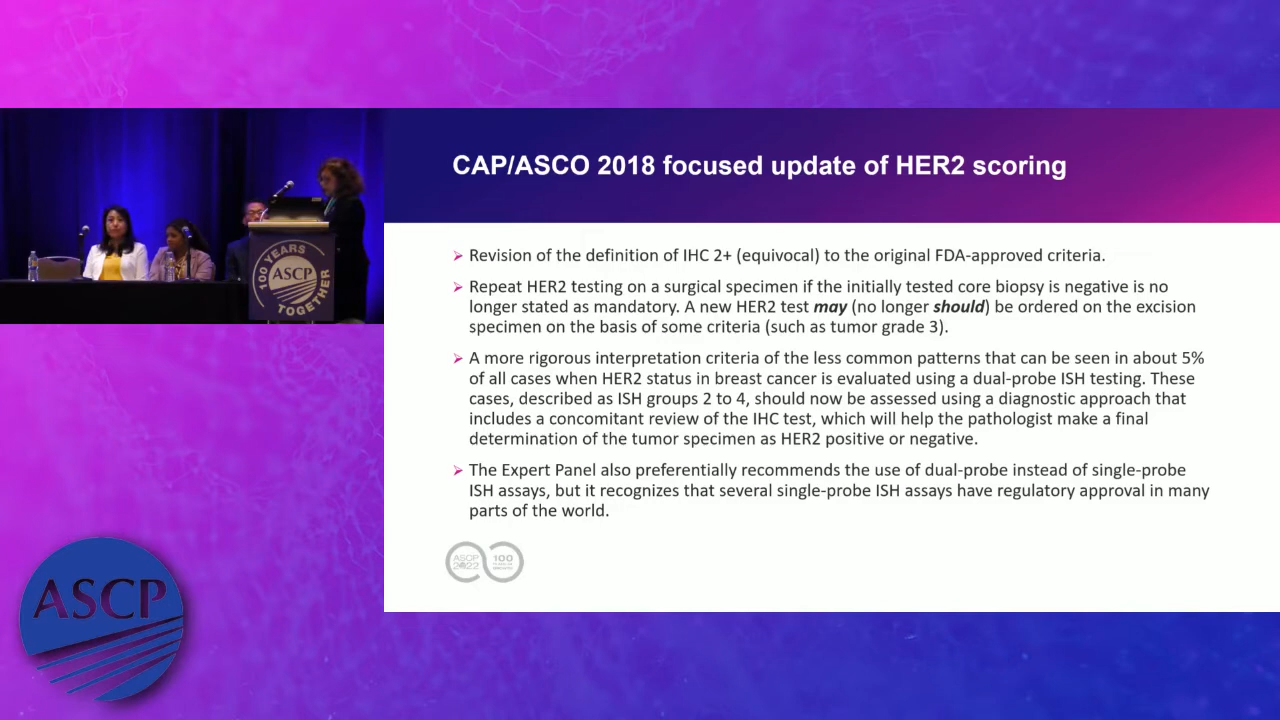 CAP/ASCO 2018 focused update of HER2 scoring
100 YEARS
ASCP
TOGETHER
Revision of the definition of IHC 2+ (equivocal) to the original FDA-approved criteria.
Repeat HER2 testing on a surgical specimen if the initially tested core biopsy is negative is no
longer stated as mandatory. A new HER2 test may (no longer should) be ordered on the excision
specimen on the basis of some criteria (such as tumor grade 3).
A more rigorous interpretation criteria of the less common patterns that can be seen in about 5%
of all cases when HER2 status in breast cancer is evaluated using a dual-probe ISH testing. These
cases, described as ISH groups 2 to 4, should now be assessed using a diagnostic approach that
includes a concomitant review of the IHC test, which will help the pathologist make a final
determination of the tumor specimen as HER2 positive or negative.
The Expert Panel also preferentially recommends the use of dual-probe instead of single-probe
ISH assays, but it recognizes that several single-probe ISH assays have regulatory approval in many
parts of the world.
ASCP
2022
100
ASCP